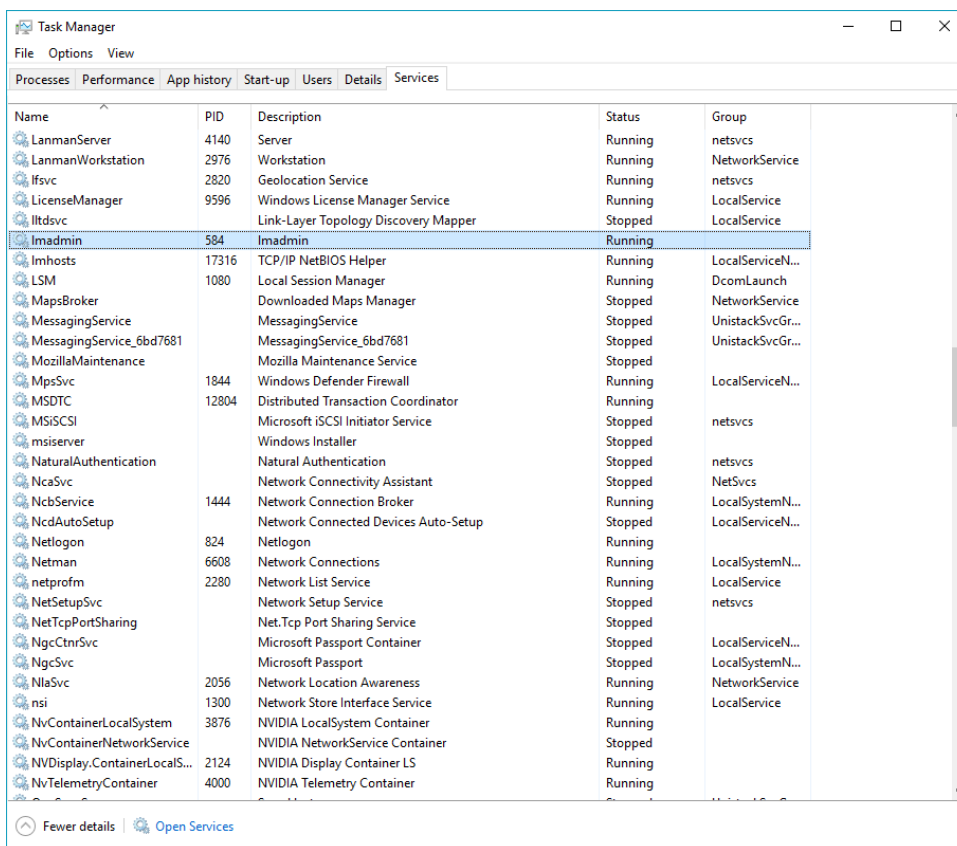 Task Manager
File Options View
Processes Performance App history Start-up Users Details Services
Name PID Description Status Group
LanmanServer 4140 Server Running netsvcs
LanmanWorkstation 2976 Workstation Running NetworkService
lfsvc 2820 Geolocation Service Running netsvcs
LicenseManager 9596 Windows License Manager Service Running LocalService
lltdsvc Link-Layer Topology Discovery Mapper Stopped LocalService
lmadmin 584 lmadmin Running
lmhosts 17316 TCP/IP NetBIOS Helper Running LocalServiceN...
LSM 1080 Local Session Manager Running DcomLaunch
MapsBroker Downloaded Maps Manager Stopped NetworkService
MessagingService MessagingService Stopped UnistackSvcGr...
MessagingService_6bd7681 MessagingService_6bd7681 Stopped UnistackSvcGr...
MozillaMaintenance Mozilla Maintenance Service Stopped
MpsSvc 1844 Windows Defender Firewall Running LocalServiceN...
MSDTC 12804 Distributed Transaction Coordinator Running
MSiSCSI Microsoft iSCSI Initiator Service Stopped netsvcs
msiserver Windows Installer Stopped
NaturalAuthentication Natural Authentication Stopped netsvcs
NcaSvc Network Connectivity Assistant Stopped NetSvcs
NcbService 1444 Network Connection Broker Running LocalSystemN...
NcdAutoSetup Network Connected Devices Auto-Setup Stopped LocalServiceN...
Netlogon 824 Netlogon Running
Netman 6608 Network Connections Running LocalSystemN...
netprofm 2280 Network List Service Running LocalService
NetSetupSvc Network Setup Service Stopped netsvcs
NetTcpPortSharing Net.Tcp Port Sharing Service Stopped
NgcCtnrSvc Microsoft Passport Container Stopped LocalServiceN...
NgcSvc Microsoft Passport Stopped LocalSystemN...
NlaSvc 2056 Network Location Awareness Running NetworkService
nsi 1300 Network Store Interface Service Running LocalService
NvContainerLocalSystem 3876 NVIDIA LocalSystem Container Running
NvContainerNetworkService NVIDIA NetworkService Container Stopped
NVDisplay.ContainerLocalS... 2124 NVIDIA Display Container LS Running
NvTelemetryContainer 4000 NVIDIA Telemetry Container Running
Fewer details Open Services